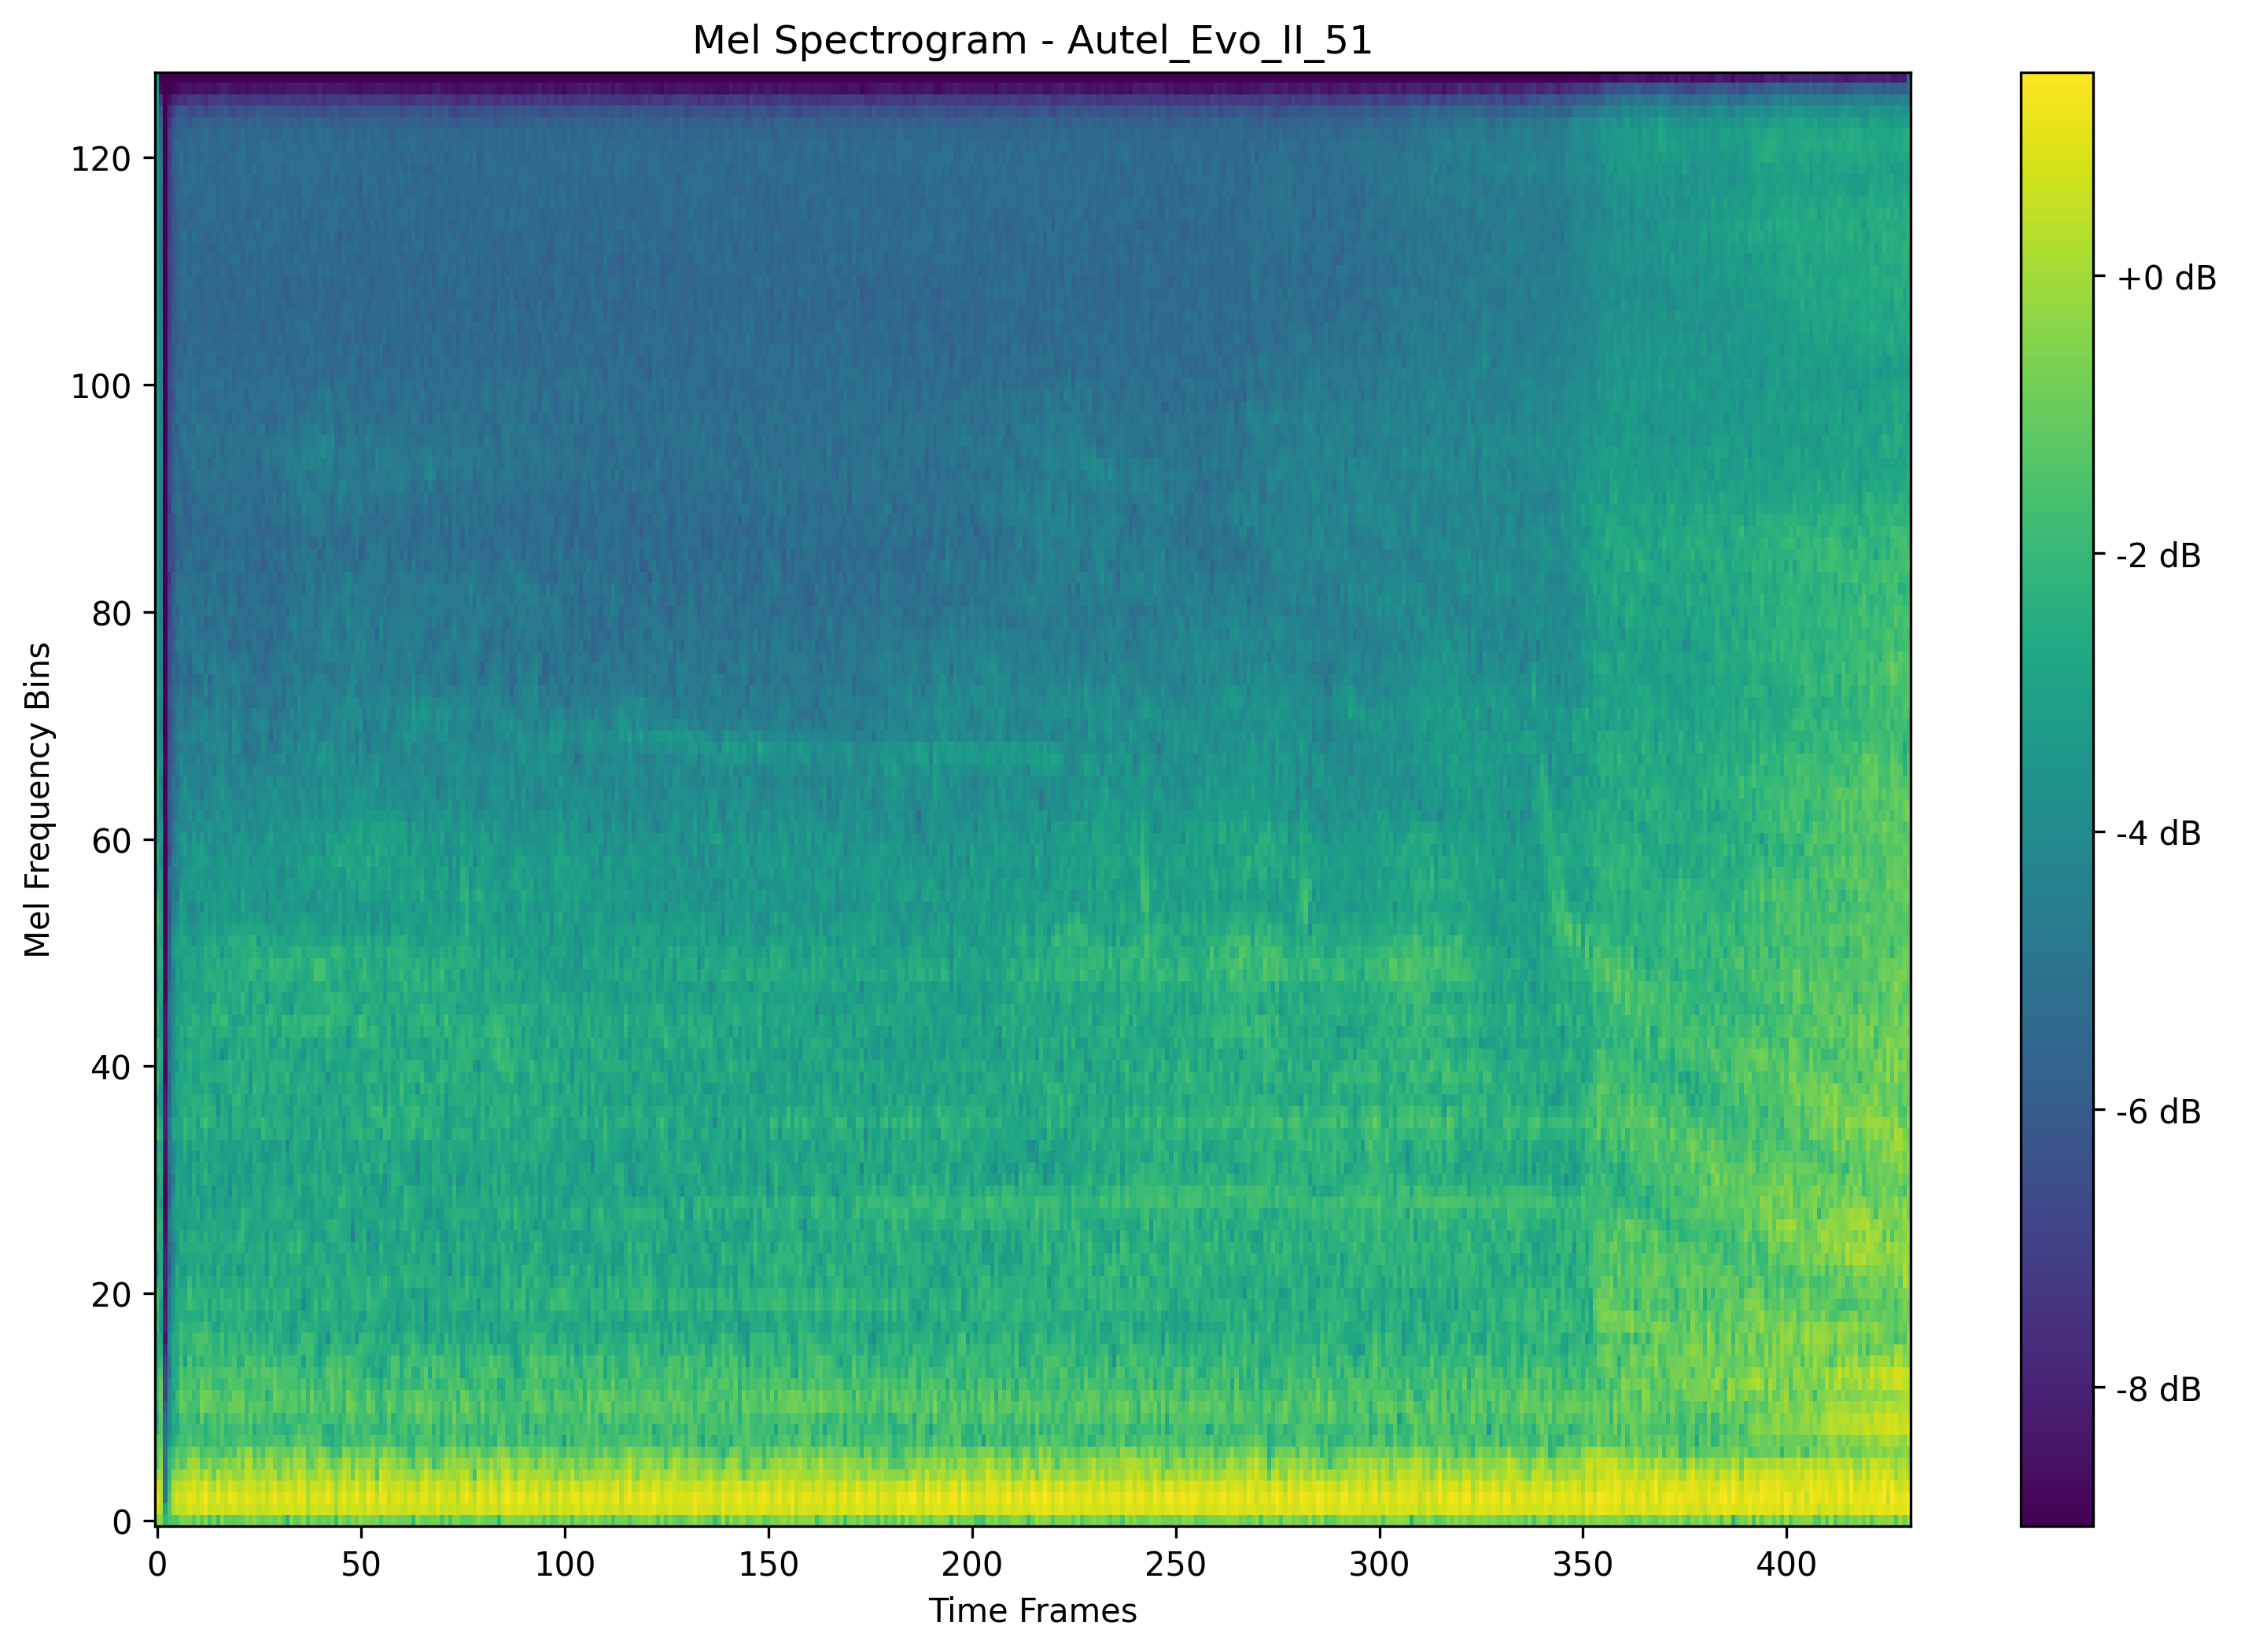 Mel Spectrogram - Autel_Evo_II_51
Mel Frequency Bins
120
100
80
60
40
20
0
0 50 100 150 200 250 300 350 400
Time Frames
+0 dB
-2 dB
-4 dB
-6 dB
-8 dB